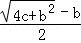 √(4c+b²) − b
2